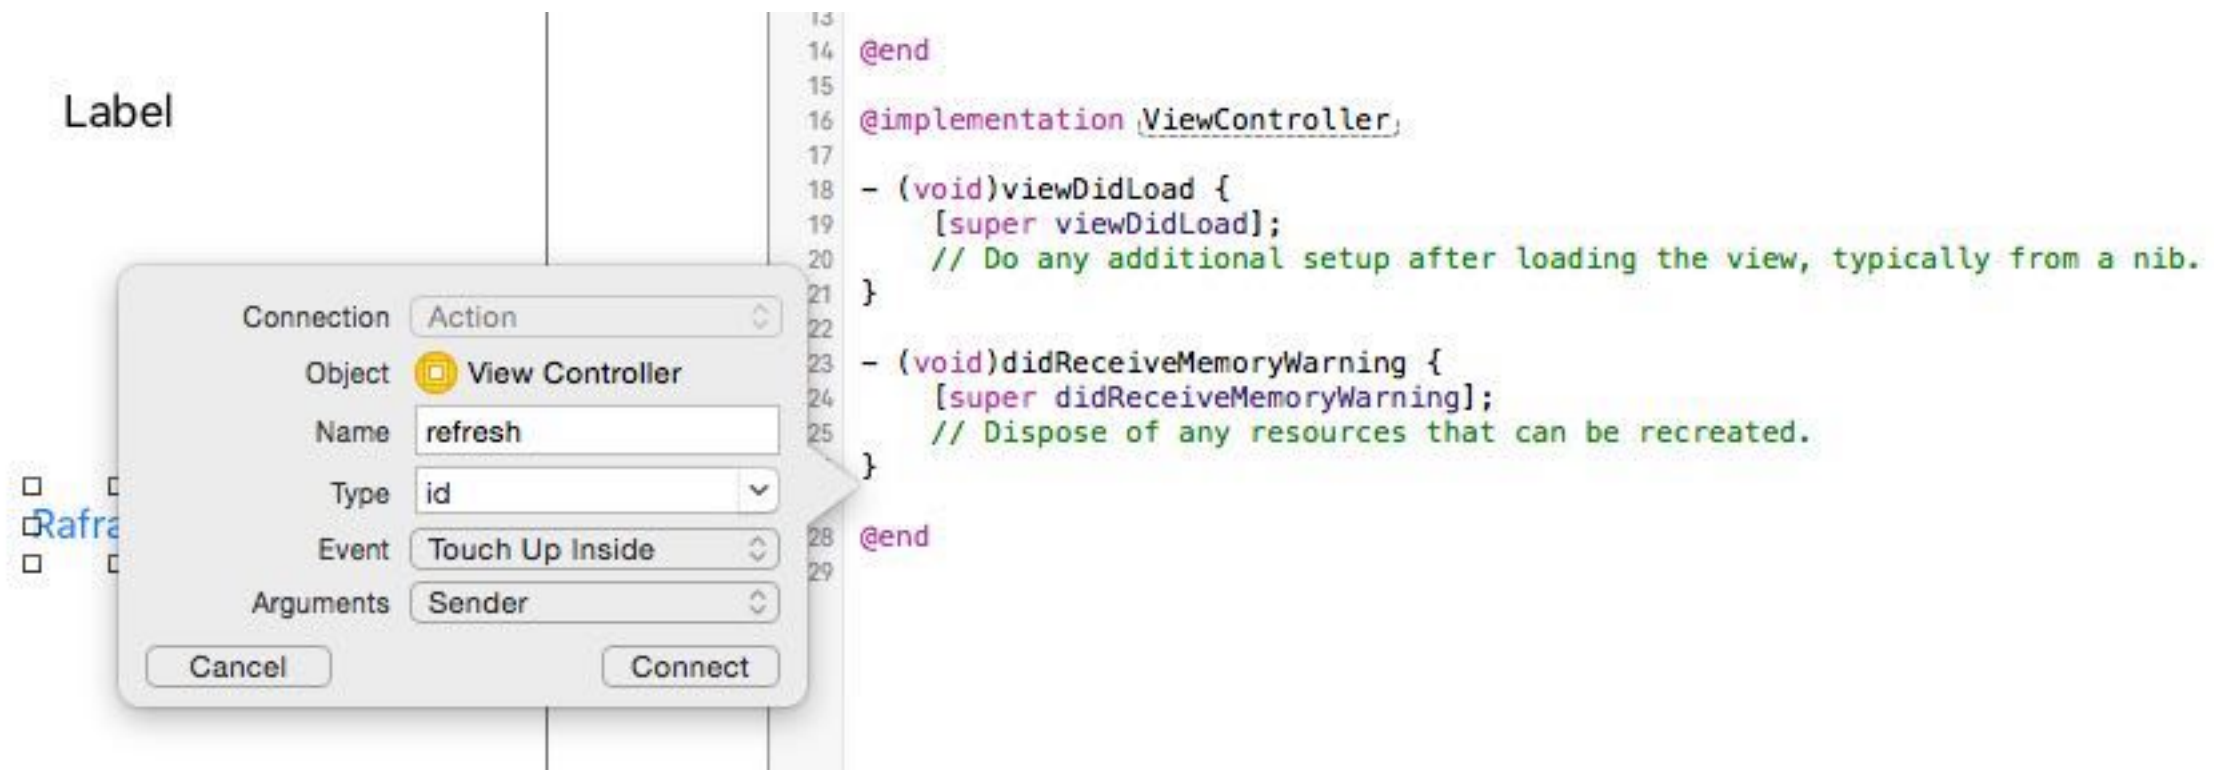 Label
Connection Action
Object View Controller
Name refresh
Type id
Rafra
Event Touch Up Inside
Arguments Sender
Cancel Connect
13
14 @end
15
16 @implementation ViewController
17
18 - (void)viewDidLoad {
19 [super viewDidLoad];
20 // Do any additional setup after loading the view, typically from a nib.
21 }
22
23 - (void)didReceiveMemoryWarning {
24 [super didReceiveMemoryWarning];
25 // Dispose of any resources that can be recreated.
}
28 @end
29